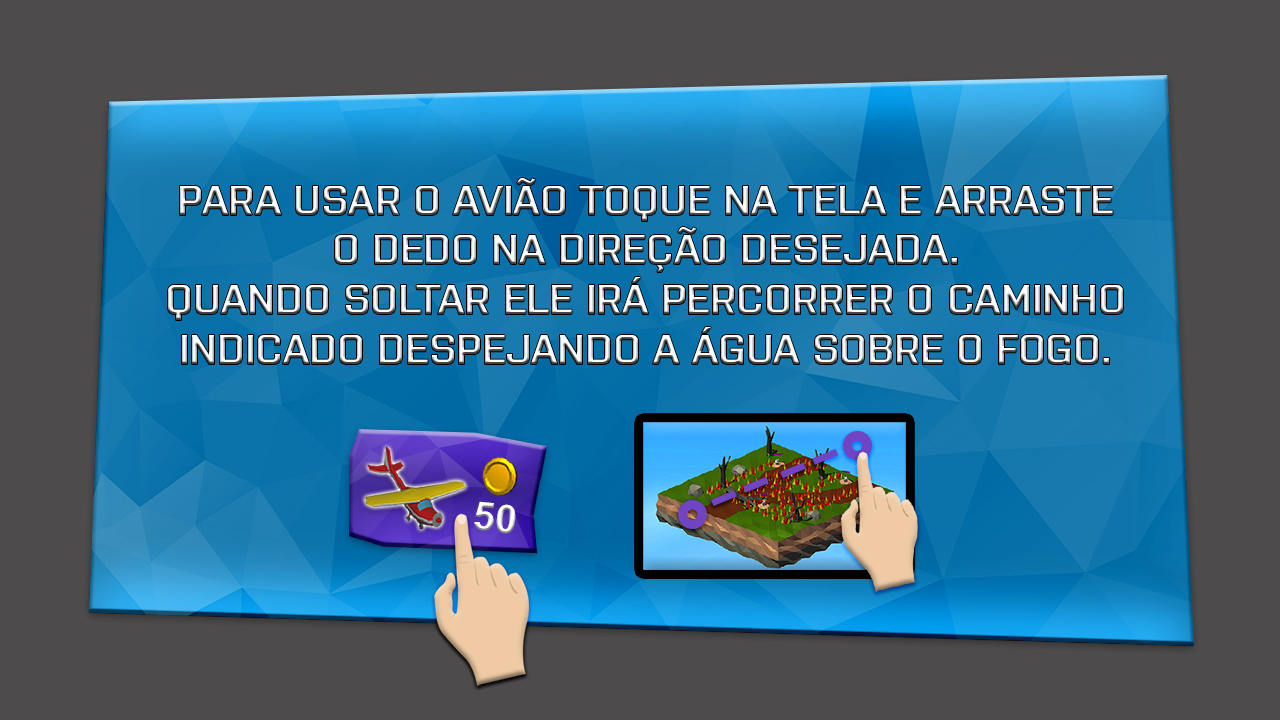 PARA USAR O AVIÃO TOQUE NA TELA E ARRASTE
O DEDO NA DIREÇÃO DESEJADA.
QUANDO SOLTAR ELE IRÁ PERCORRER O CAMINHO
INDICADO DESPEJANDO A ÁGUA SOBRE O FOGO.
50